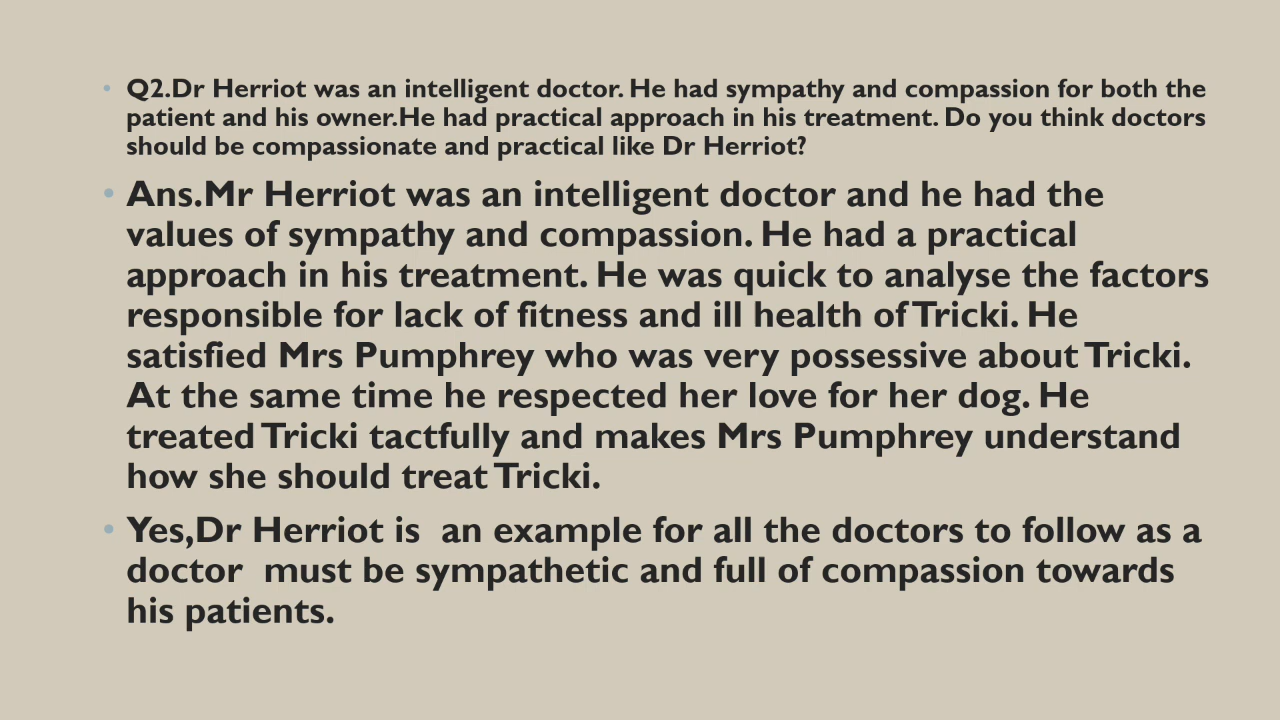 • Q2.Dr Herriot was an intelligent doctor. He had sympathy and compassion for both the
patient and his owner.He had practical approach in his treatment. Do you think doctors
should be compassionate and practical like Dr Herriot?
• Ans.Mr Herriot was an intelligent doctor and he had the
values of sympathy and compassion. He had a practical
approach in his treatment. He was quick to analyse the factors
responsible for lack of fitness and ill health of Tricki. He
satisfied Mrs Pumphrey who was very possessive about Tricki.
At the same time he respected her love for her dog. He
treated Tricki tactfully and makes Mrs Pumphrey understand
how she should treat Tricki.
• Yes,Dr Herriot is  an example for all the doctors to follow as a
doctor  must be sympathetic and full of compassion towards
his patients.